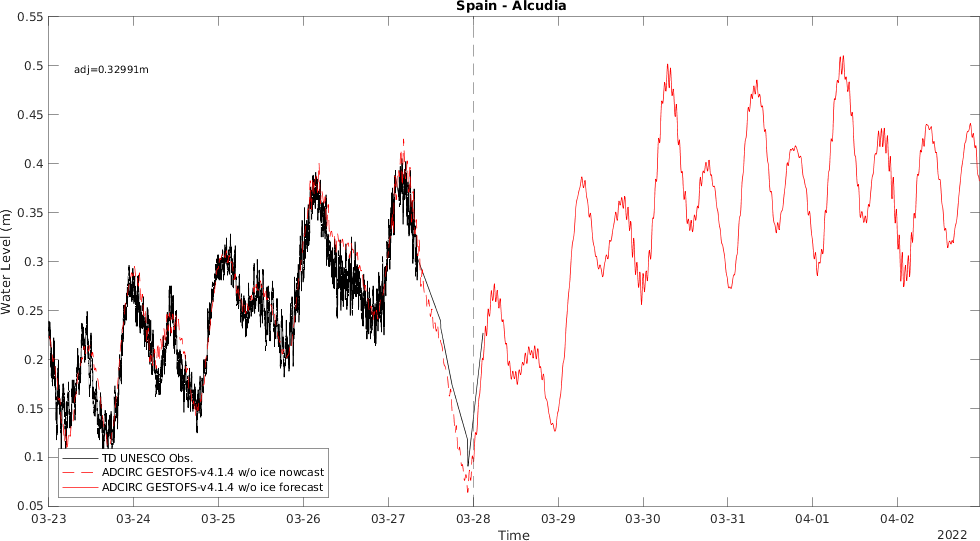 Spain - Alcudia
0.55
0.5
adj=0.32991m
0.45
0.4
0.35
0.3
0.25
0.2
0.15
0.1
0.05
Water Level (m)
TD UNESCO Obs.
ADCIRC GESTOFS-v4.1.4 w/o ice nowcast
ADCIRC GESTOFS-v4.1.4 w/o ice forecast
03-23 03-24 03-25 03-26 03-27 03-28 03-29 03-30 03-31 04-01 04-02
Time
2022